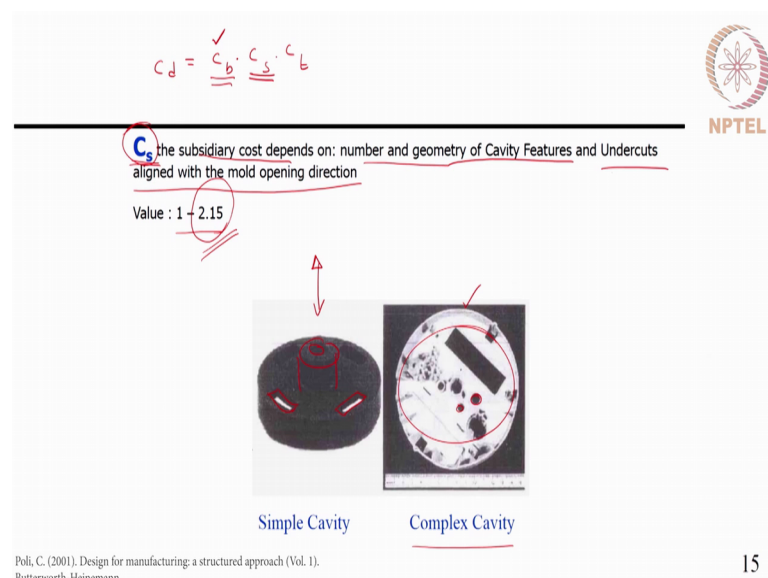 Cd = Cb . Cs . Ct
NPTEL
Cs the subsidiary cost depends on: number and geometry of Cavity Features and Undercuts
aligned with the mold opening direction
Value : 1 – 2.15
Simple Cavity
Complex Cavity
Poli, C. (2001). Design for manufacturing: a structured approach (Vol. 1).
Butterworth-Heinemann
15